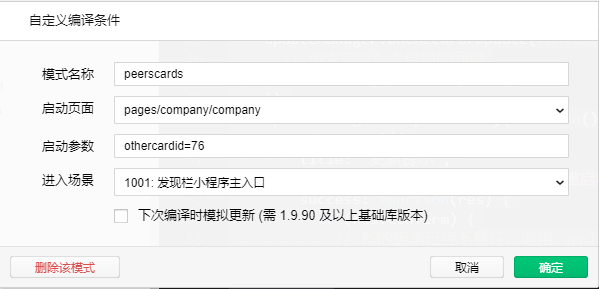 自定义编译条件
模式名称 peerscards
启动页面 pages/company/company
启动参数 othercardid=76
进入场景 1001: 发现栏小程序主入口
下次编译时模拟更新 (需 1.9.90 及以上基础库版本)
删除该模式 取消 确定